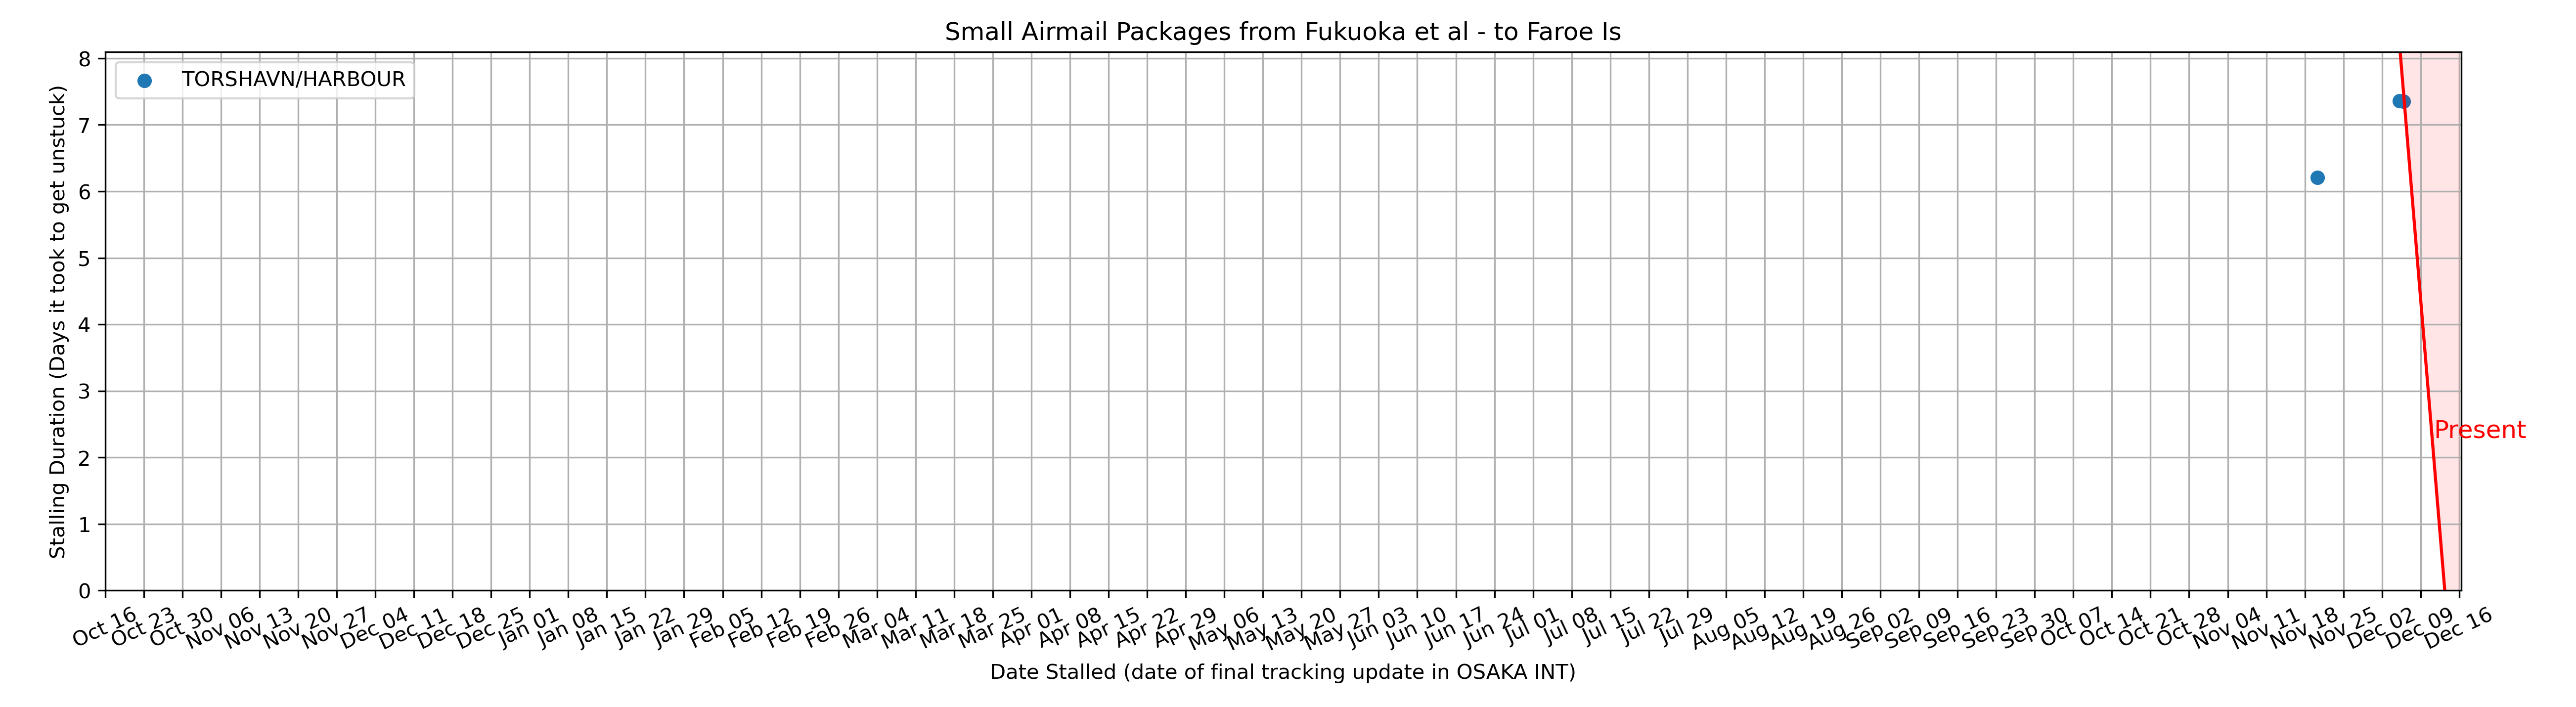 Small Airmail Packages from Fukuoka et al - to Faroe Is
TORSHAVN/HARBOUR
Stalling Duration (Days it took to get unstuck)
8
7
6
5
4
3
2
1
0
Present
Oct 16 Oct 23 Oct 30 Nov 06 Nov 13 Nov 20 Nov 27 Dec 04 Dec 11 Dec 18 Dec 25 Jan 01 Jan 08 Jan 15 Jan 22 Jan 29 Feb 05 Feb 12 Feb 19 Feb 26 Mar 04 Mar 11 Mar 18 Mar 25 Apr 01 Apr 08 Apr 15 Apr 22 Apr 29 May 06 May 13 May 20 May 27 Jun 03 Jun 10 Jun 17 Jun 24 Jul 01 Jul 08 Jul 15 Jul 22 Jul 29 Aug 05 Aug 12 Aug 19 Aug 26 Sep 02 Sep 09 Sep 16 Sep 23 Sep 30 Oct 07 Oct 14 Oct 21 Oct 28 Nov 04 Nov 11 Nov 18 Nov 25 Dec 02 Dec 09 Dec 16
Date Stalled (date of final tracking update in OSAKA INT)